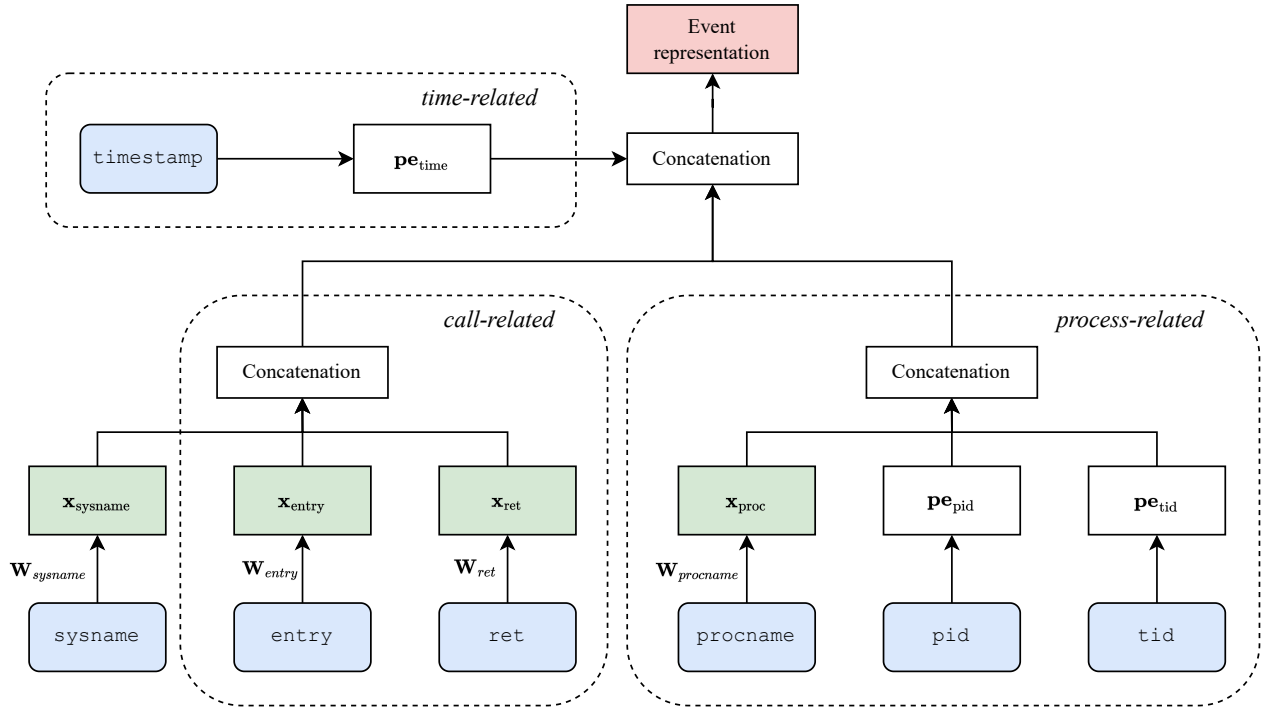 Event
representation
time-related
timestamp
pe_time
Concatenation
call-related
process-related
Concatenation
Concatenation
x_sysname
x_entry
x_ret
x_proc
pe_pid
pe_tid
W_sysname
W_entry
W_ret
W_procname
sysname
entry
ret
procname
pid
tid